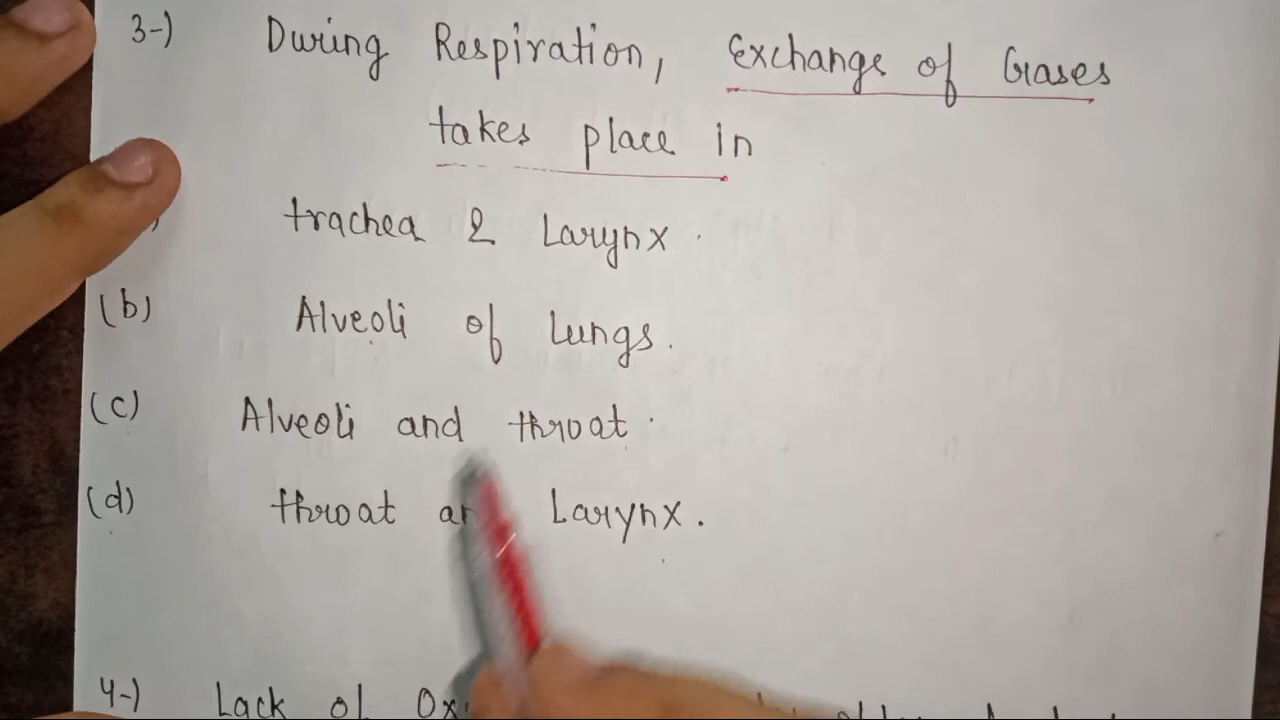 3-) During Respiration, Exchange of Gases
takes place in
trachea & Larynx.
(b) Alveoli of Lungs.
(c) Alveoli and throat.
(d) throat Larynx.
4-) Lack of